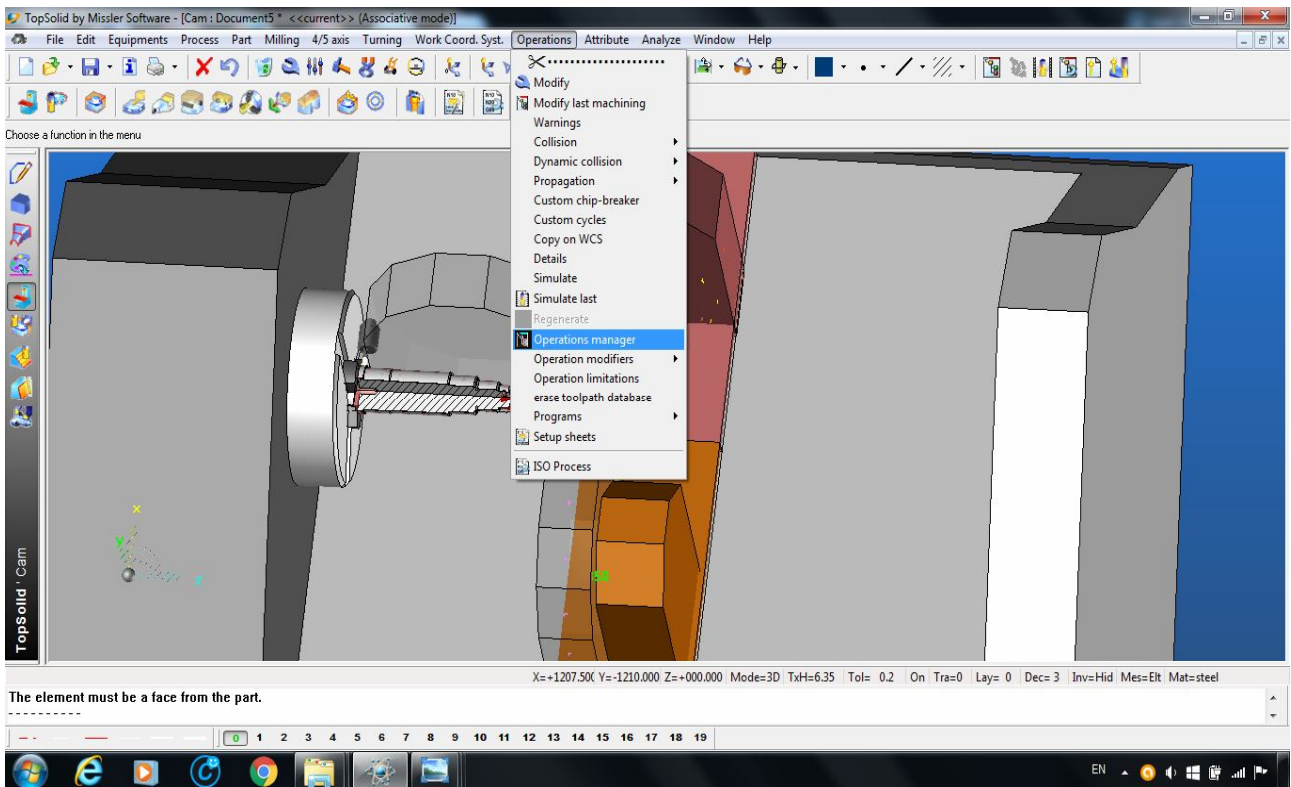 TopSolid by Missler Software - [Cam : Document5 * <<current>> (Associative mode)]
File Edit Equipments Process Part Milling 4/5 axis Turning Work Coord. Syst. Operations Attribute Analyze Window Help
Modify
Modify last machining
Choose a function in the menu
Warnings
Collision
Dynamic collision
Propagation
Custom chip-breaker
Custom cycles
Copy on WCS
Details
Simulate
Simulate last
Regenerate
Operations manager
Operation modifiers
Operation limitations
erase toolpath database
Programs
Setup sheets
ISO Process
x
y
z
TopSolid'Cam
X=+1207.500 Y=-1210.000 Z=+000.000 Mode=3D TxH=6.35 Tol= 0.2 On Tra=0 Lay= 0 Dec= 3 Inv=Hid Mes=Elt Mat=steel
The element must be a face from the part.
----------
0 1 2 3 4 5 6 7 8 9 10 11 12 13 14 15 16 17 18 19
EN